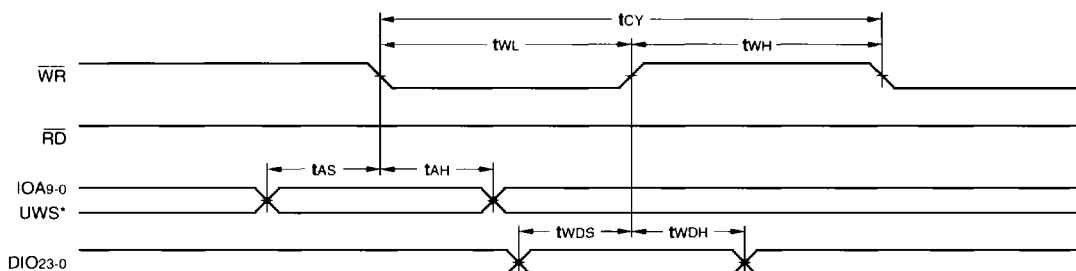 tCY
tWL tWH
WR
RD
tAS tAH
IOA9-0
UWS*
tWDS tWDH
DIO23-0